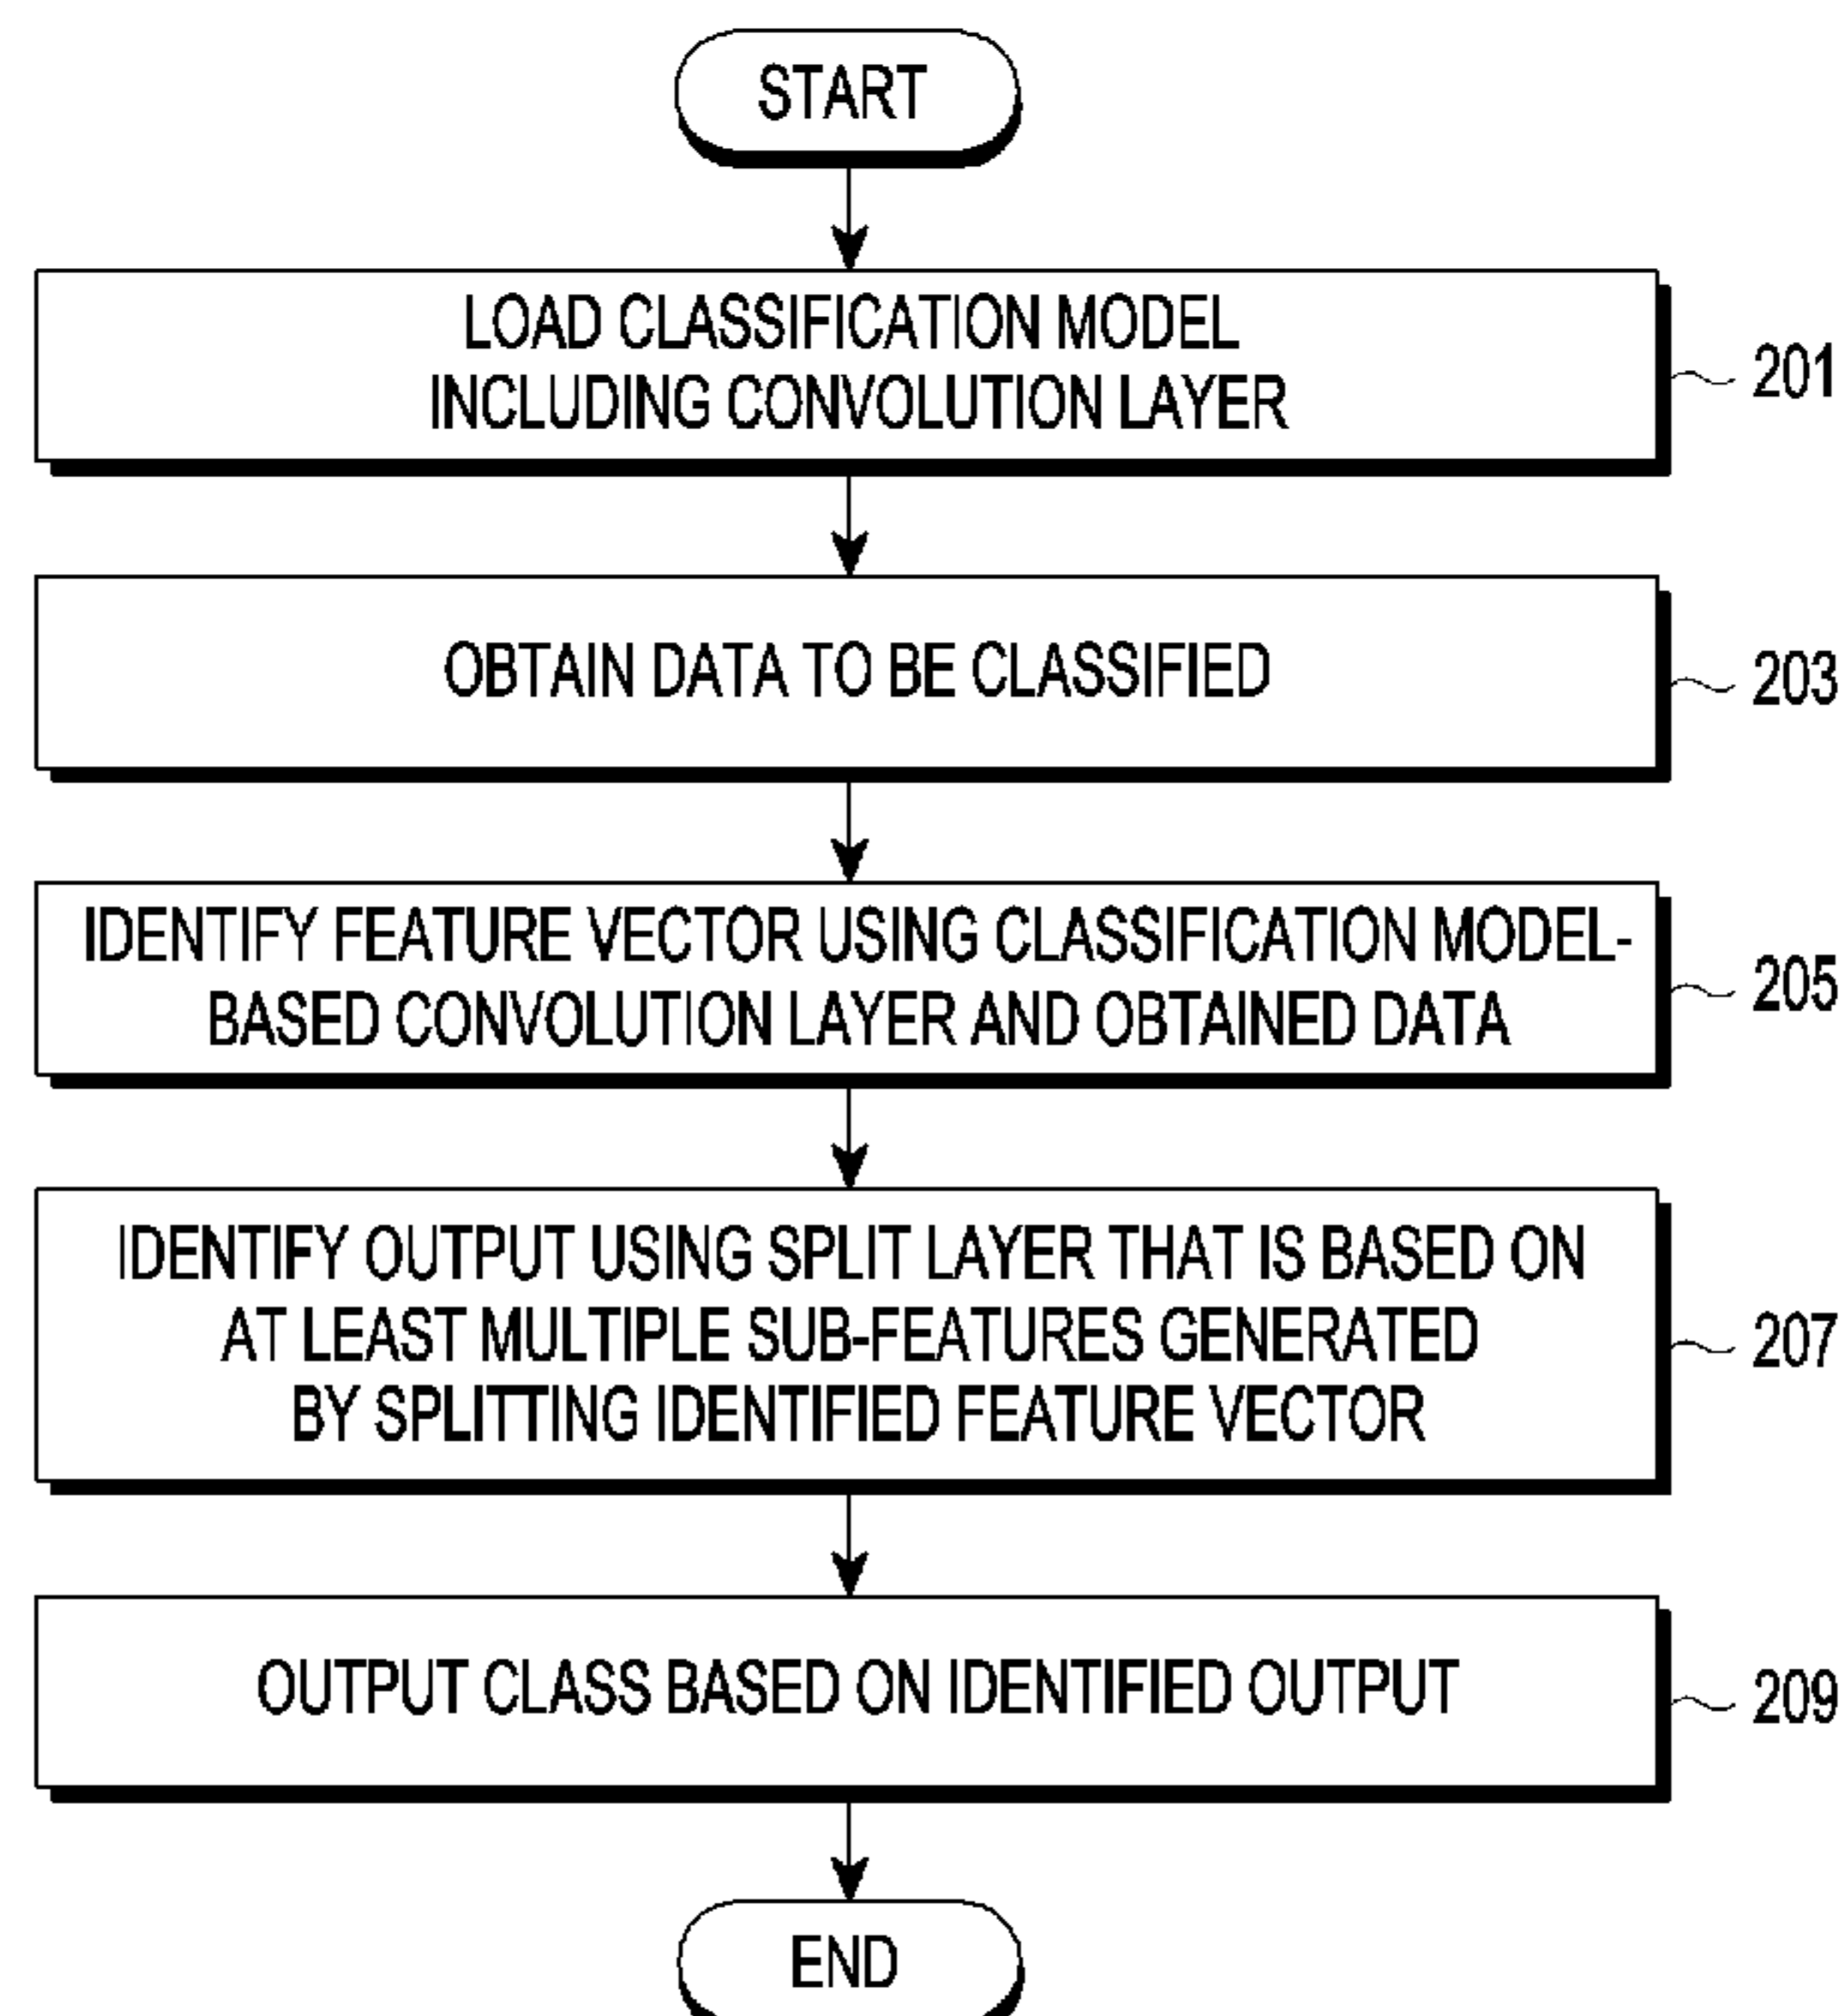 START
LOAD CLASSIFICATION MODEL
INCLUDING CONVOLUTION LAYER
201
OBTAIN DATA TO BE CLASSIFIED
203
IDENTIFY FEATURE VECTOR USING CLASSIFICATION MODEL-
BASED CONVOLUTION LAYER AND OBTAINED DATA
205
IDENTIFY OUTPUT USING SPLIT LAYER THAT IS BASED ON
AT LEAST MULTIPLE SUB-FEATURES GENERATED
BY SPLITTING IDENTIFIED FEATURE VECTOR
207
OUTPUT CLASS BASED ON IDENTIFIED OUTPUT
209
END